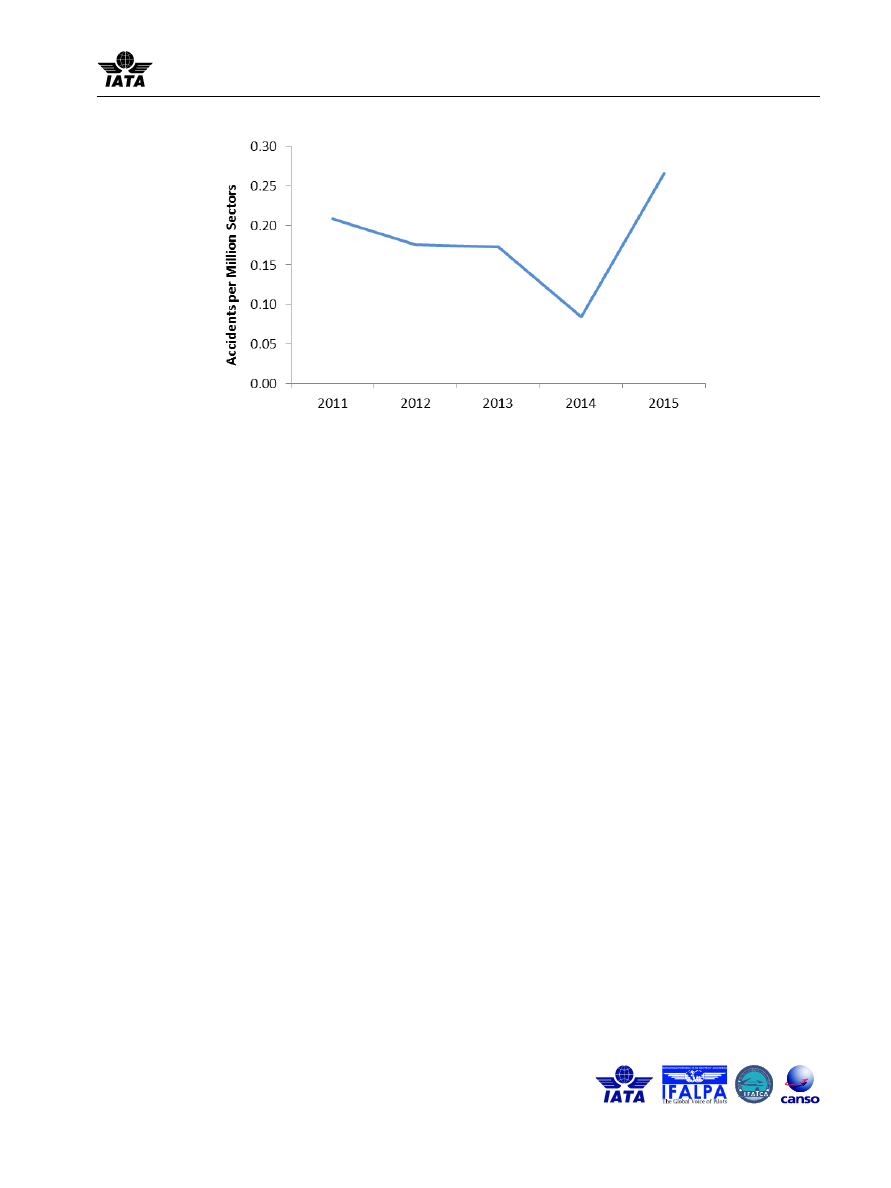 IATA
0.30
0.25
0.20
0.15
0.10
0.05
0.00
Accidents per Million Sectors
2011 2012 2013 2014 2015
IATA
IFALPA
The Global Voice of Pilots
IFATCA
canso